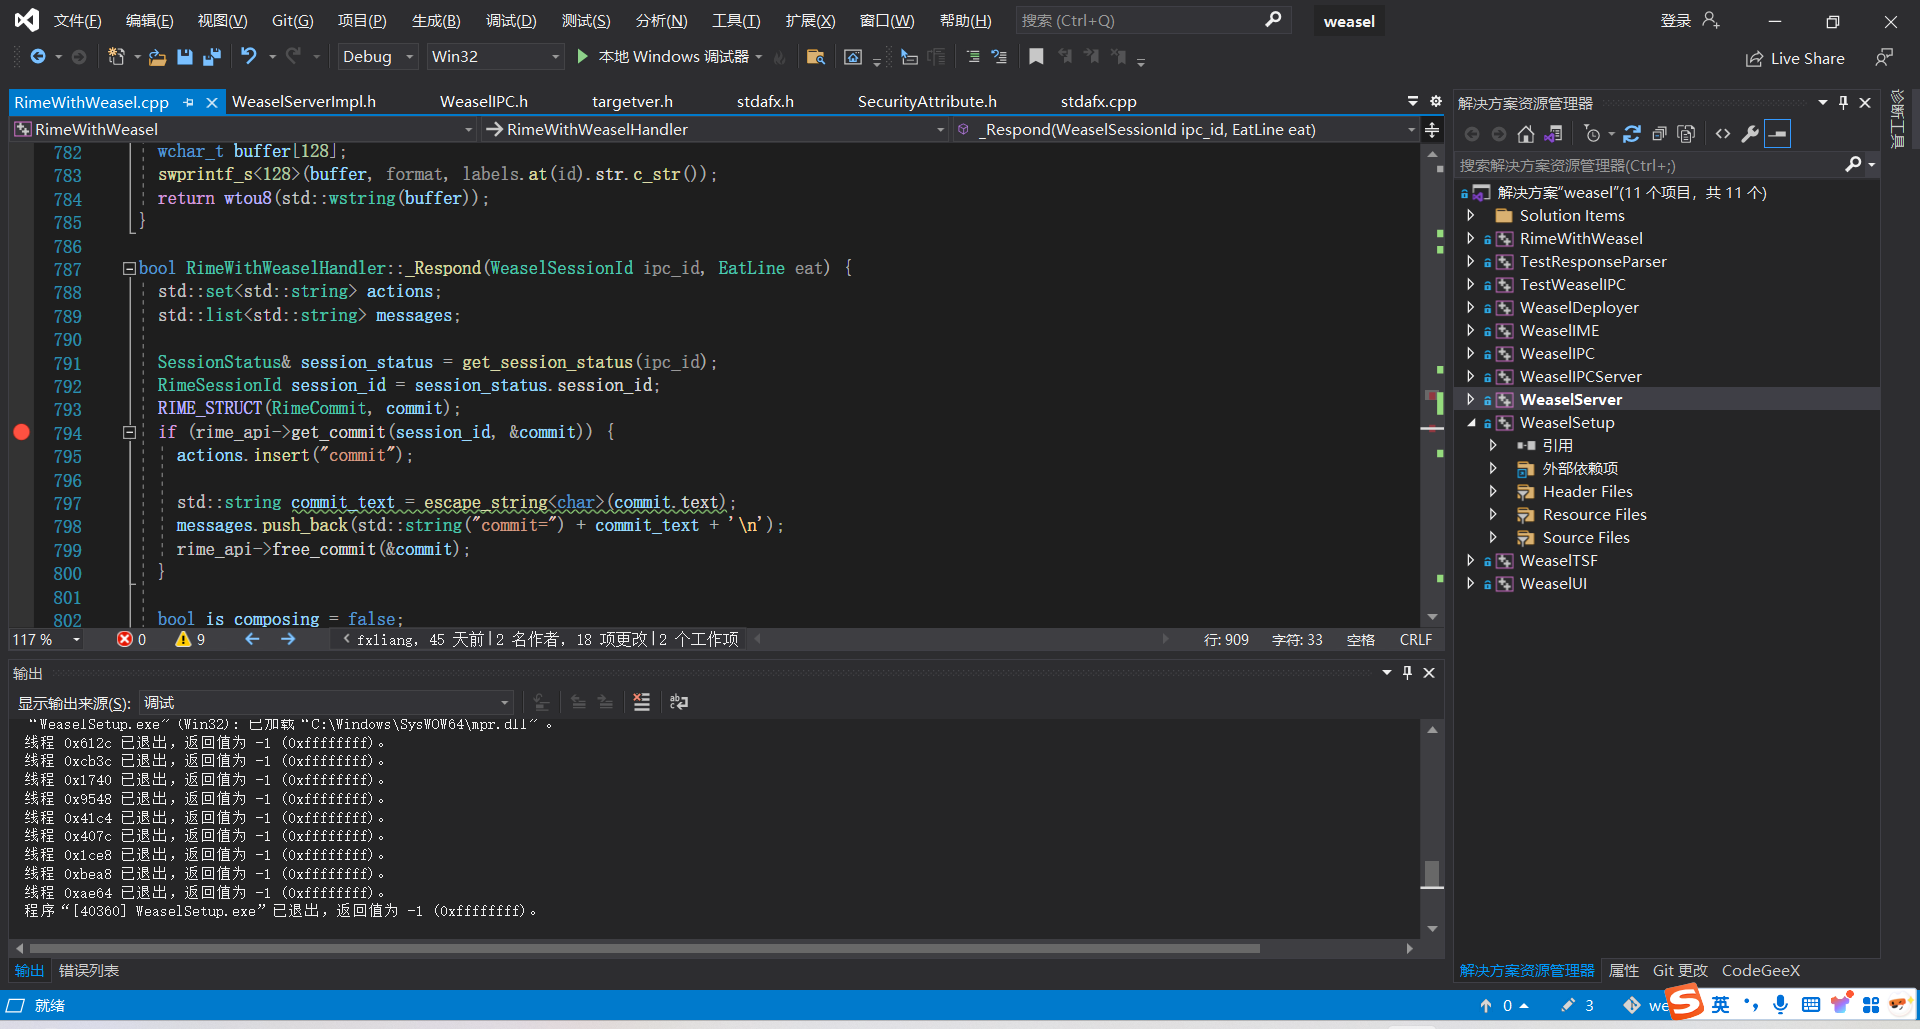 文件(F) 编辑(E) 视图(V) Git(G) 项目(P) 生成(B) 调试(D) 测试(S) 分析(N) 工具(T) 扩展(X) 窗口(W) 帮助(H) 搜索 (Ctrl+Q) weasel 登录
Debug Win32 本地 Windows 调试器 Live Share
RimeWithWeasel.cpp WeaselServerImpl.h WeaselIPC.h targetver.h stdafx.h SecurityAttribute.h stdafx.cpp
RimeWithWeasel RimeWithWeaselHandler _Respond(WeaselSessionId ipc_id, EatLine eat)
782 wchar_t buffer[128];
783 swprintf_s<128>(buffer, format, labels.at(id).str.c_str());
784 return wtou8(std::wstring(buffer));
785 }
786
787 bool RimeWithWeaselHandler::_Respond(WeaselSessionId ipc_id, EatLine eat) {
788 std::set<std::string> actions;
789 std::list<std::string> messages;
790
791 SessionStatus& session_status = get_session_status(ipc_id);
792 RimeSessionId session_id = session_status.session_id;
793 RIME_STRUCT(RimeCommit, commit);
794 if (rime_api->get_commit(session_id, &commit)) {
795 actions.insert("commit");
796
797 std::string commit_text = escape_string<char>(commit.text);
798 messages.push_back(std::string("commit=") + commit_text + '\n');
799 rime_api->free_commit(&commit);
800 }
801
802 bool is_composing = false;
117 % 0 9 fxliang，45 天前|2 名作者，18 项更改|2 个工作项 行: 909 字符: 33 空格 CRLF
输出
显示输出来源(S): 调试
“WeaselSetup.exe”(Win32): 已加载“C:\Windows\SysWOW64\mpr.dll”。
线程 0x612c 已退出，返回值为 -1 (0xffffffff)。
线程 0xcb3c 已退出，返回值为 -1 (0xffffffff)。
线程 0x1740 已退出，返回值为 -1 (0xffffffff)。
线程 0x9548 已退出，返回值为 -1 (0xffffffff)。
线程 0x41c4 已退出，返回值为 -1 (0xffffffff)。
线程 0x407c 已退出，返回值为 -1 (0xffffffff)。
线程 0x1ce8 已退出，返回值为 -1 (0xffffffff)。
线程 0xbea8 已退出，返回值为 -1 (0xffffffff)。
线程 0xae64 已退出，返回值为 -1 (0xffffffff)。
程序“[40360] WeaselSetup.exe”已退出，返回值为 -1 (0xffffffff)。
输出 错误列表
解决方案资源管理器
搜索解决方案资源管理器(Ctrl+;)
解决方案“weasel”(11 个项目，共 11 个)
Solution Items
RimeWithWeasel
TestResponseParser
TestWeaselIPC
WeaselDeployer
WeaselIME
WeaselIPC
WeaselIPCServer
WeaselServer
WeaselSetup
引用
外部依赖项
Header Files
Resource Files
Source Files
WeaselTSF
WeaselUI
解决方案资源管理器 属性 Git 更改 CodeGeeX
诊断工具
就绪 0 3 we 英